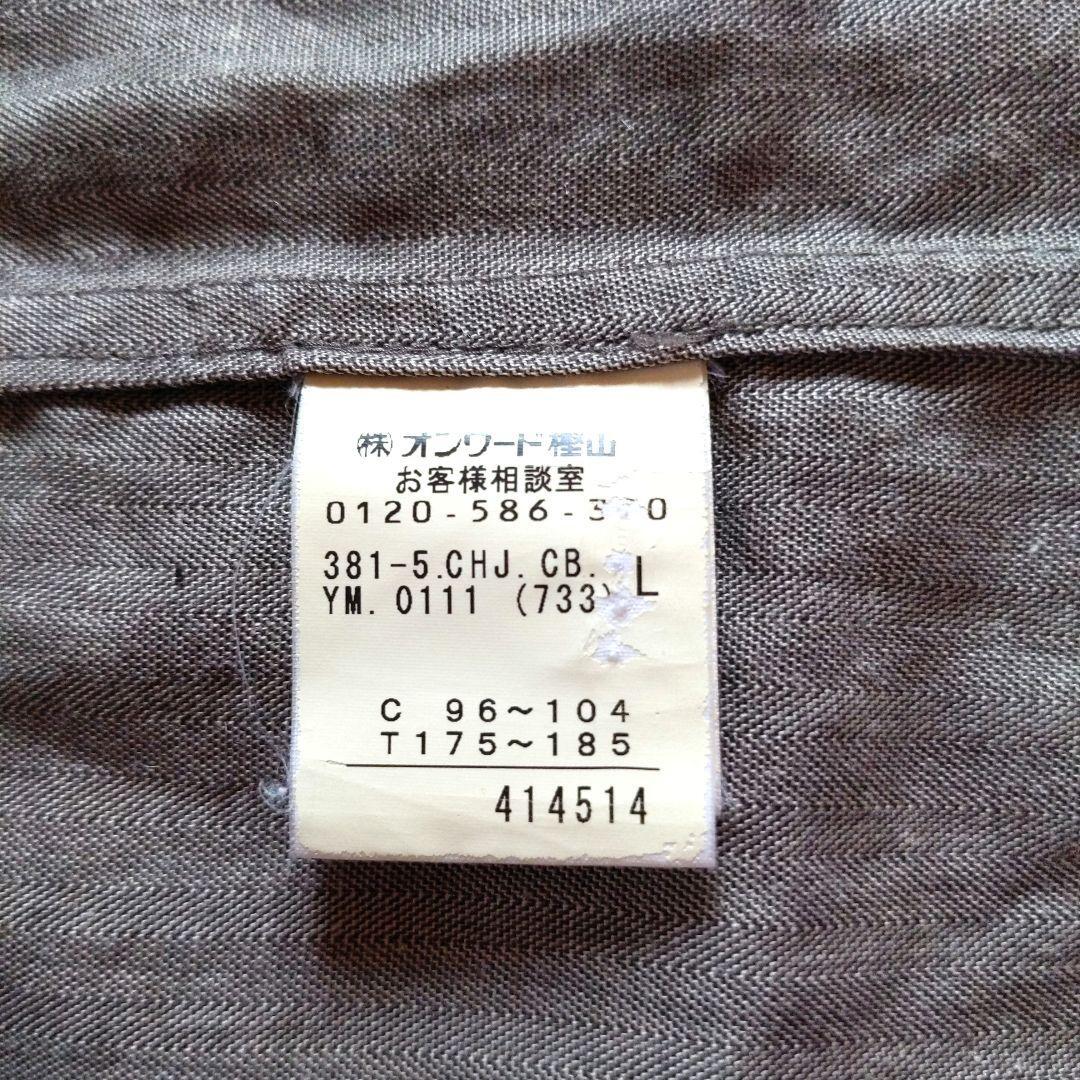 ㈱オンワード樫山
お客様相談室
381-5.CHJ.CB. L
YM. 0111 (733)
C 96〜104
T175〜185
414514